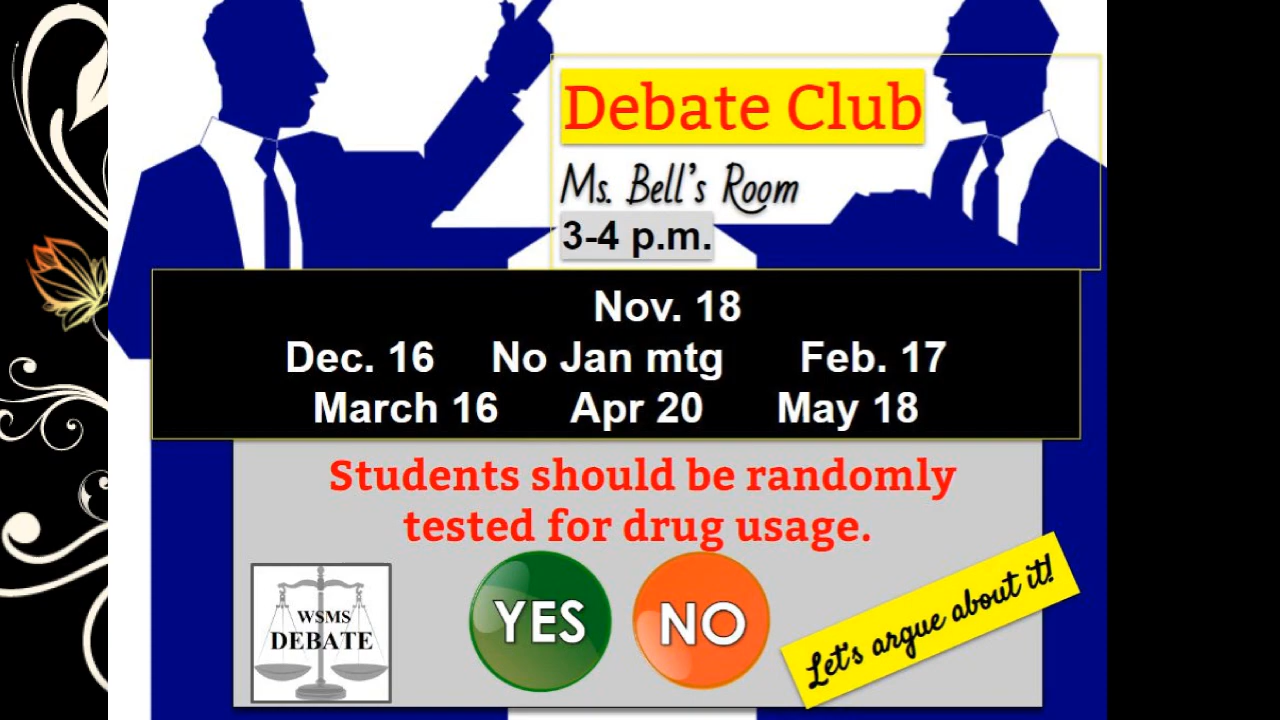 Debate Club
Ms. Bell's Room
3-4 p.m.
Nov. 18
Dec. 16 No Jan mtg Feb. 17
March 16 Apr 20 May 18
Students should be randomly
tested for drug usage.
WSMS
DEBATE
YES
NO
Let's argue about it!